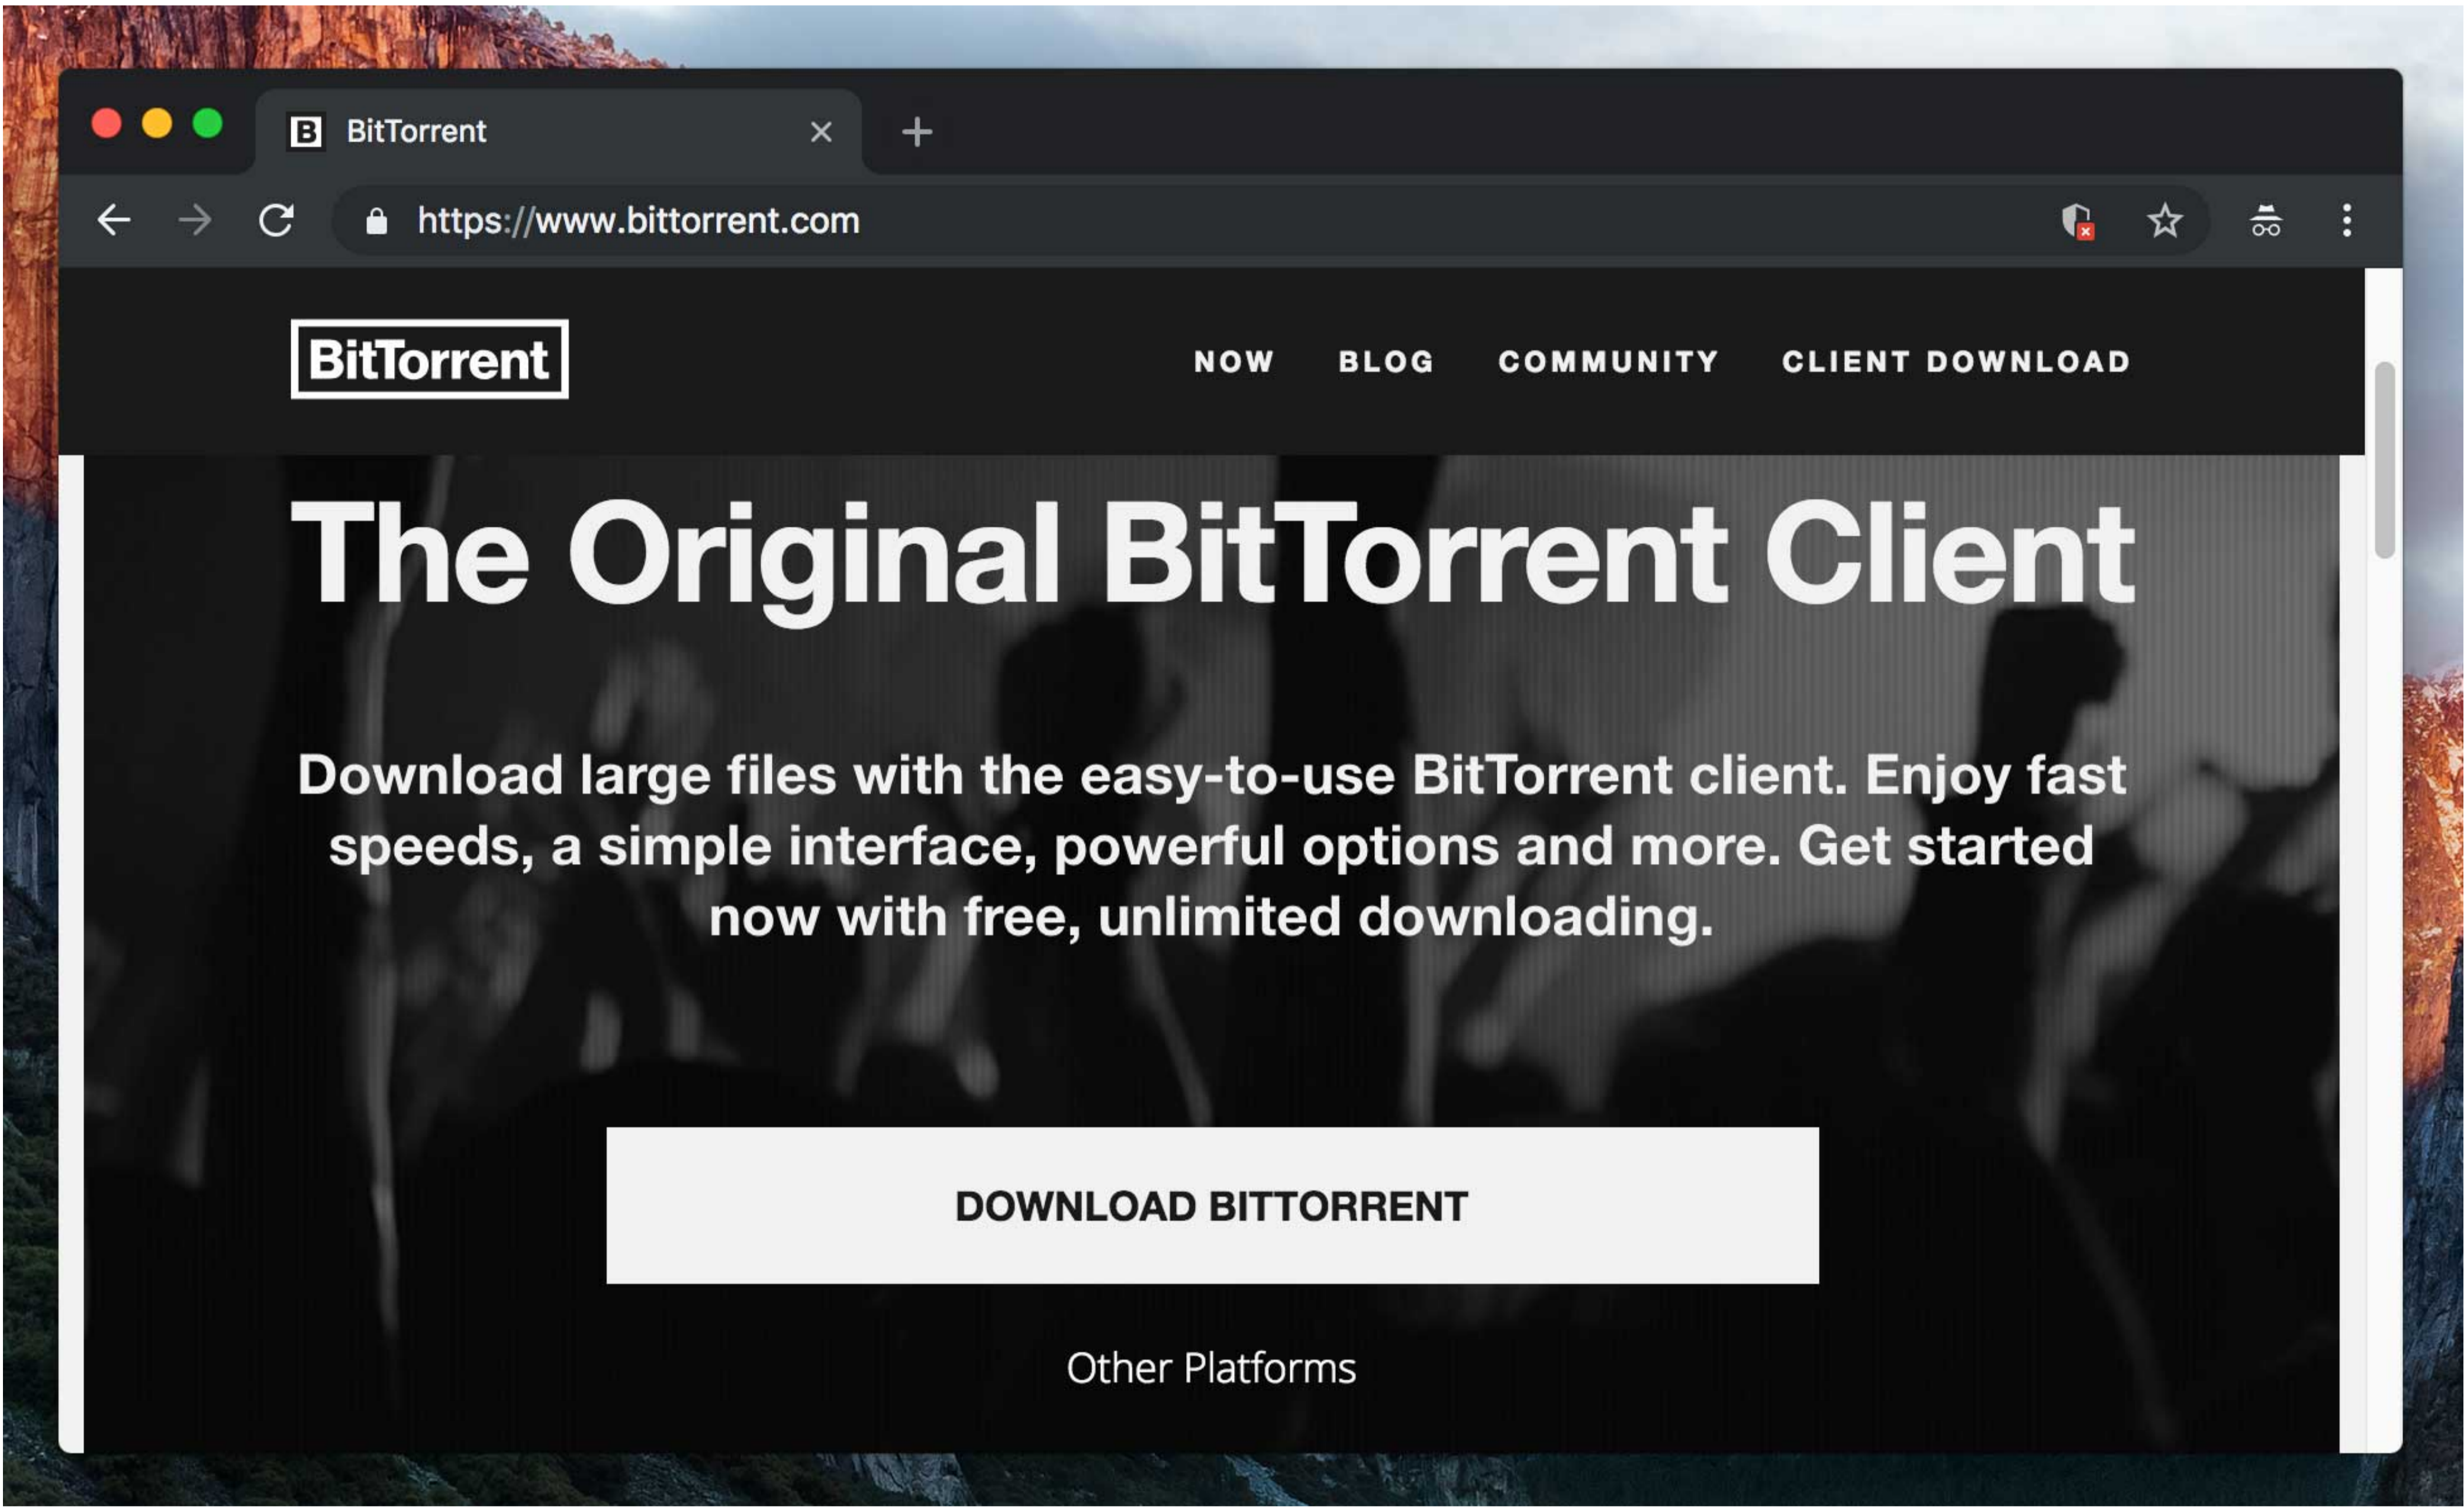 B BitTorrent
https://www.bittorrent.com
BitTorrent
NOW BLOG COMMUNITY CLIENT DOWNLOAD
The Original BitTorrent Client
Download large files with the easy-to-use BitTorrent client. Enjoy fast
speeds, a simple interface, powerful options and more. Get started
now with free, unlimited downloading.
DOWNLOAD BITTORRENT
Other Platforms